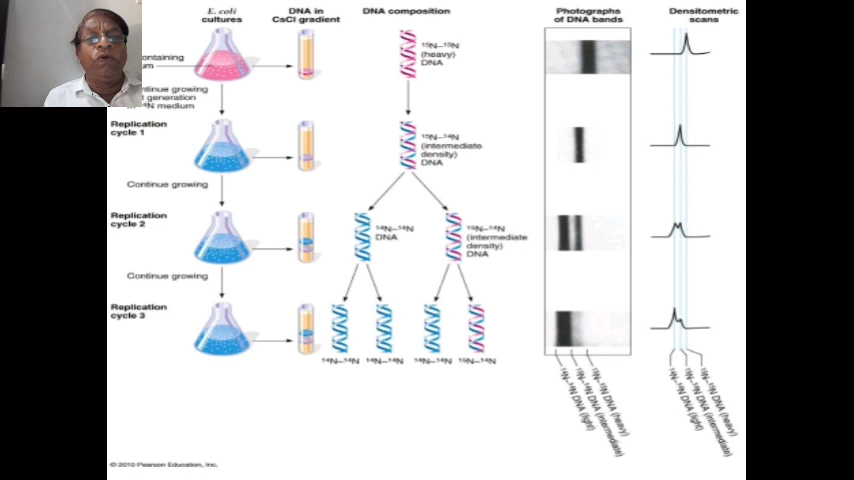 E. coli
cultures
DNA in
CsCl gradient
DNA composition
Photographs
of DNA bands
Densitometric
scans
containing
¹⁵N–¹⁵N
(heavy)
DNA
Continue growing
generation
N medium
Replication
cycle 1
¹⁵N–¹⁴N
(intermediate
density)
DNA
Continue growing
Replication
cycle 2
¹⁴N–¹⁴N
DNA
¹⁵N–¹⁴N
(intermediate
density)
DNA
Continue growing
Replication
cycle 3
¹⁴N–¹⁴N
¹⁴N–¹⁴N
¹⁴N–¹⁴N
¹⁵N–¹⁴N
¹⁴N–¹⁴N DNA (light)
¹⁵N–¹⁴N DNA (intermediate)
¹⁵N–¹⁵N DNA (heavy)
¹⁴N–¹⁴N DNA (light)
¹⁵N–¹⁴N DNA (intermediate)
¹⁵N–¹⁵N DNA (heavy)
© 2010 Pearson Education, Inc.